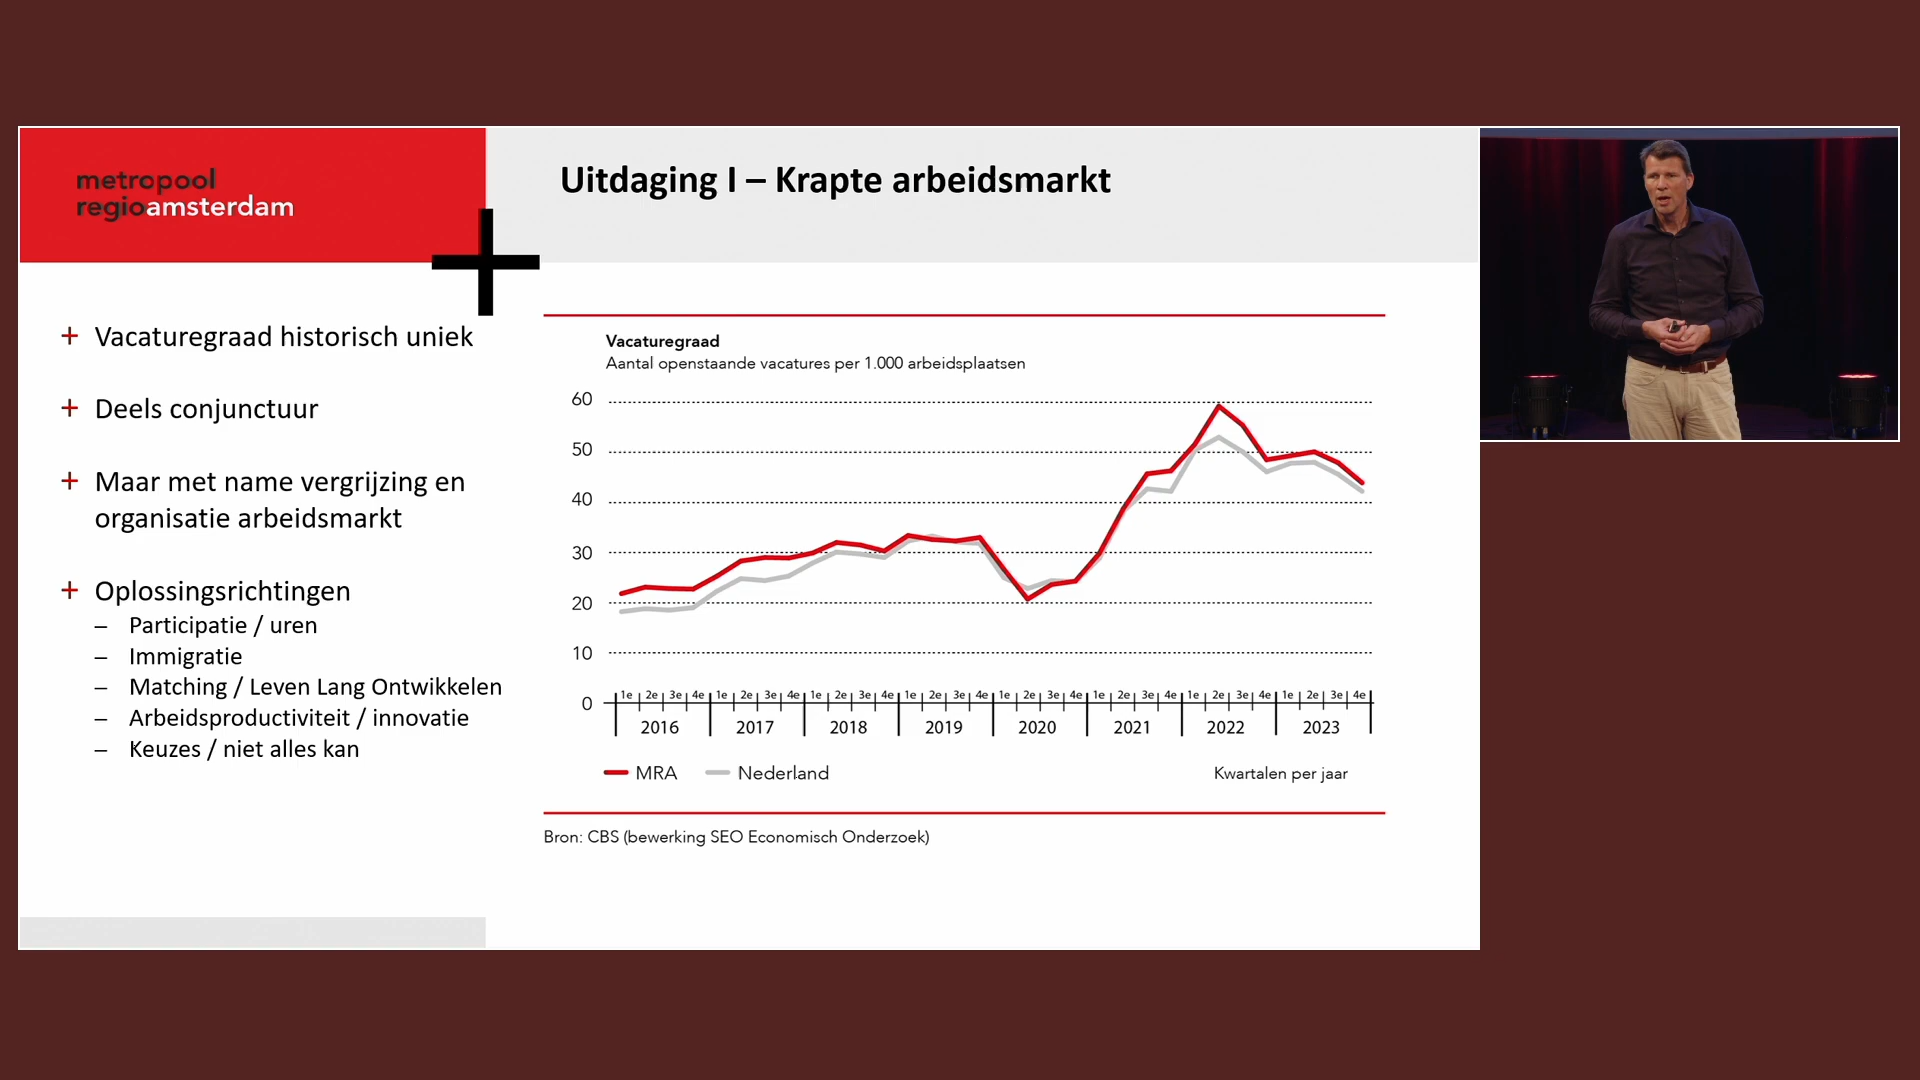 metropool
regioamsterdam
Uitdaging I – Krapte arbeidsmarkt
+ Vacaturegraad historisch uniek
+ Deels conjunctuur
+ Maar met name vergrijzing en
organisatie arbeidsmarkt
+ Oplossingsrichtingen
– Participatie / uren
– Immigratie
– Matching / Leven Lang Ontwikkelen
– Arbeidsproductiviteit / innovatie
– Keuzes / niet alles kan
Vacaturegraad
Aantal openstaande vacatures per 1.000 arbeidsplaatsen
60
50
40
30
20
10
0
1e 2e 3e 4e 1e 2e 3e 4e 1e 2e 3e 4e 1e 2e 3e 4e 1e 2e 3e 4e 1e 2e 3e 4e 1e 2e 3e 4e 1e 2e 3e 4e
2016 2017 2018 2019 2020 2021 2022 2023
MRA Nederland Kwartalen per jaar
Bron: CBS (bewerking SEO Economisch Onderzoek)